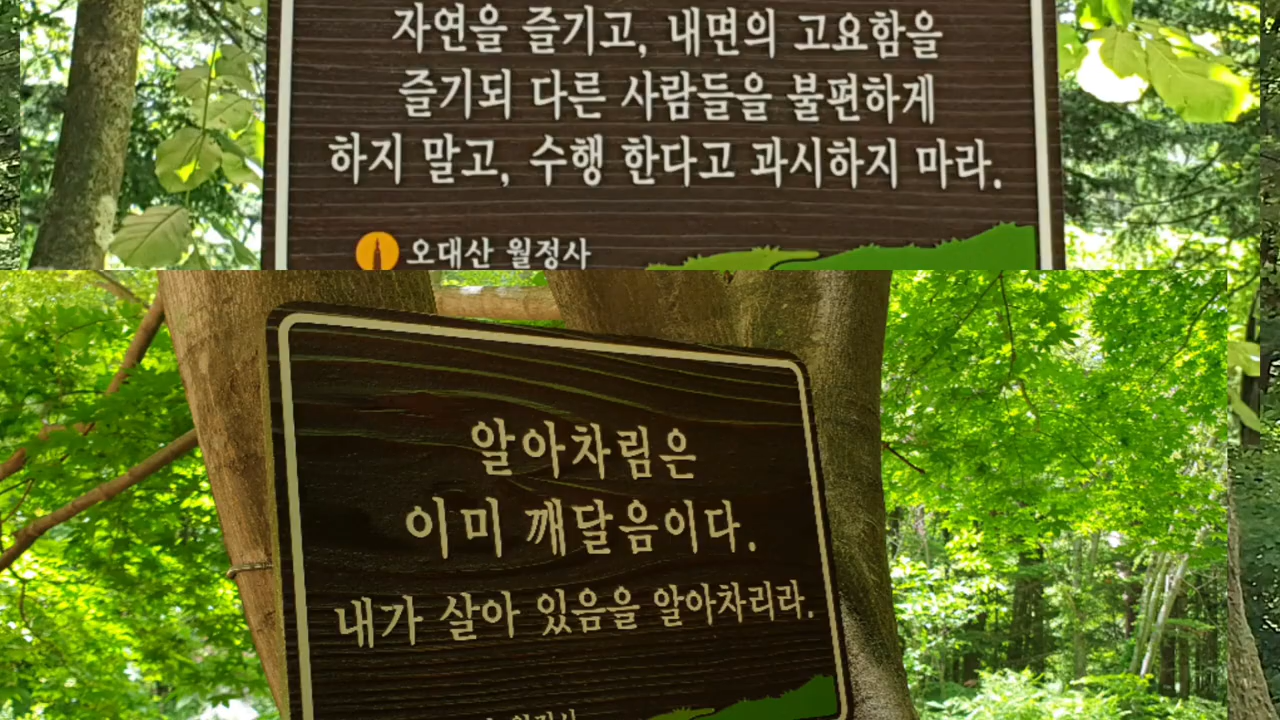 자연을 즐기고, 내면의 고요함을
즐기되 다른 사람들을 불편하게
하지 말고, 수행 한다고 과시하지 마라.
오대산 월정사
알아차림은
이미 깨달음이다.
내가 살아 있음을 알아차리라.